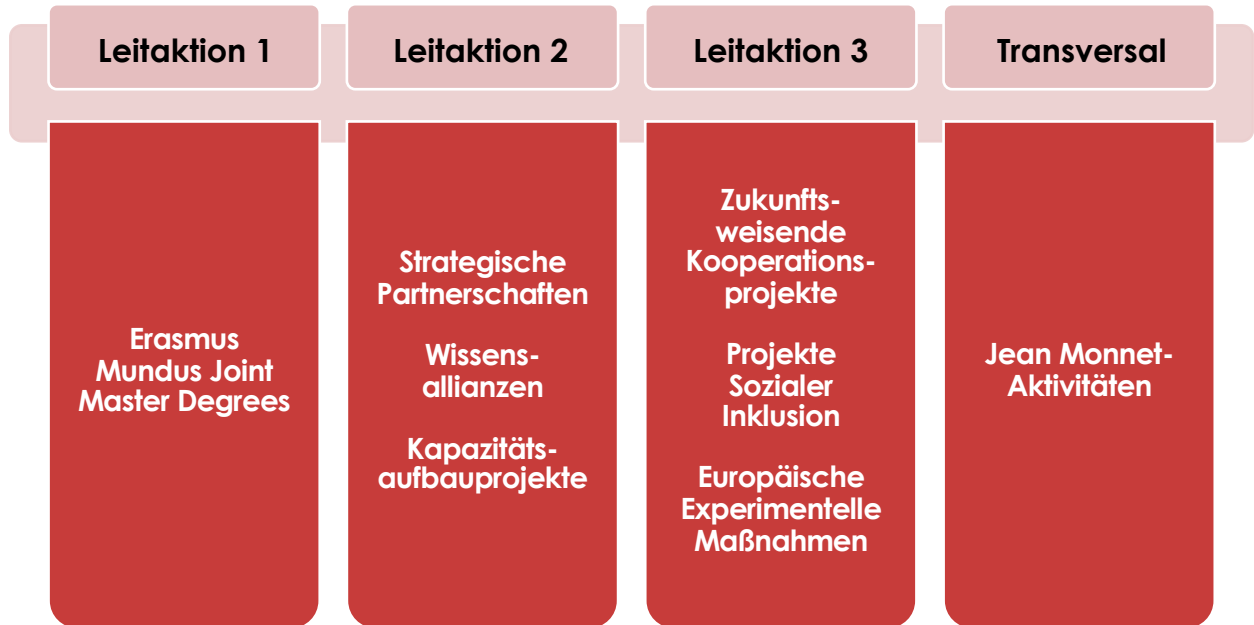 Leitaktion 1
Leitaktion 2
Leitaktion 3
Transversal
Erasmus
Mundus Joint
Master Degrees
Strategische
Partnerschaften
Wissens-
allianzen
Kapazitäts-
aufbauprojekte
Zukunfts-
weisende
Kooperations-
projekte
Projekte
Sozialer
Inklusion
Europäische
Experimentelle
Maßnahmen
Jean Monnet-
Aktivitäten